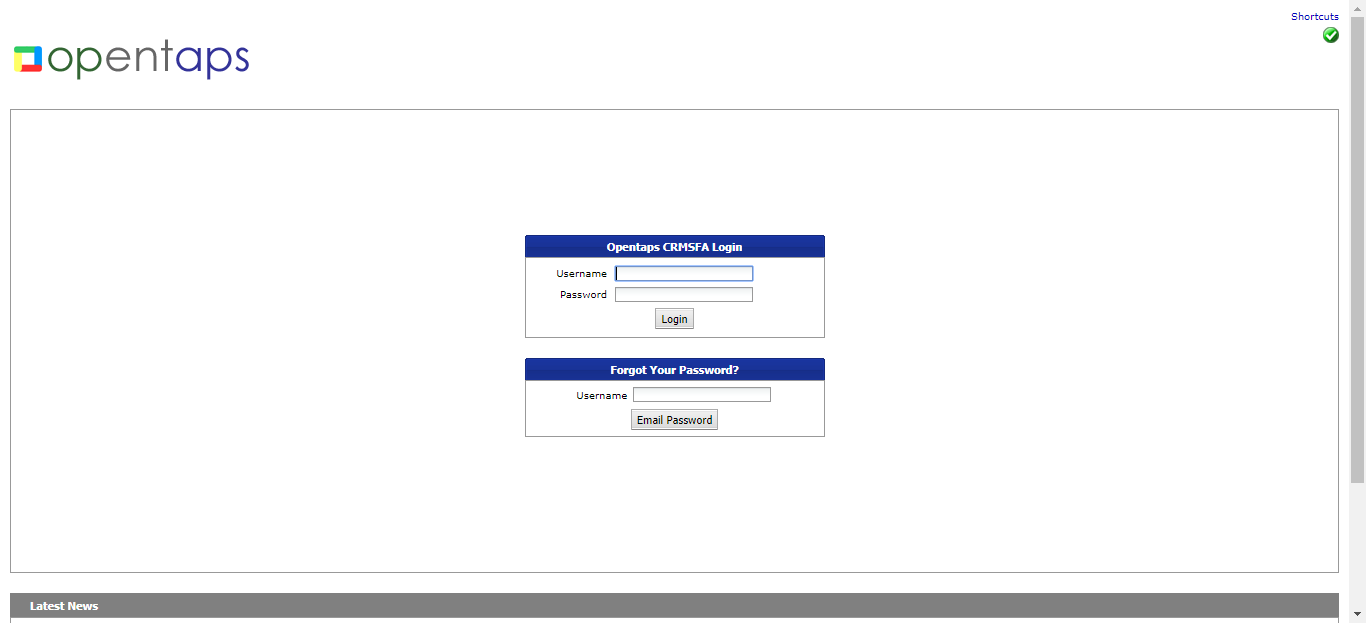 Shortcuts
opentaps
Opentaps CRMSFA Login
Username
Password
Login
Forgot Your Password?
Username
Email Password
Latest News